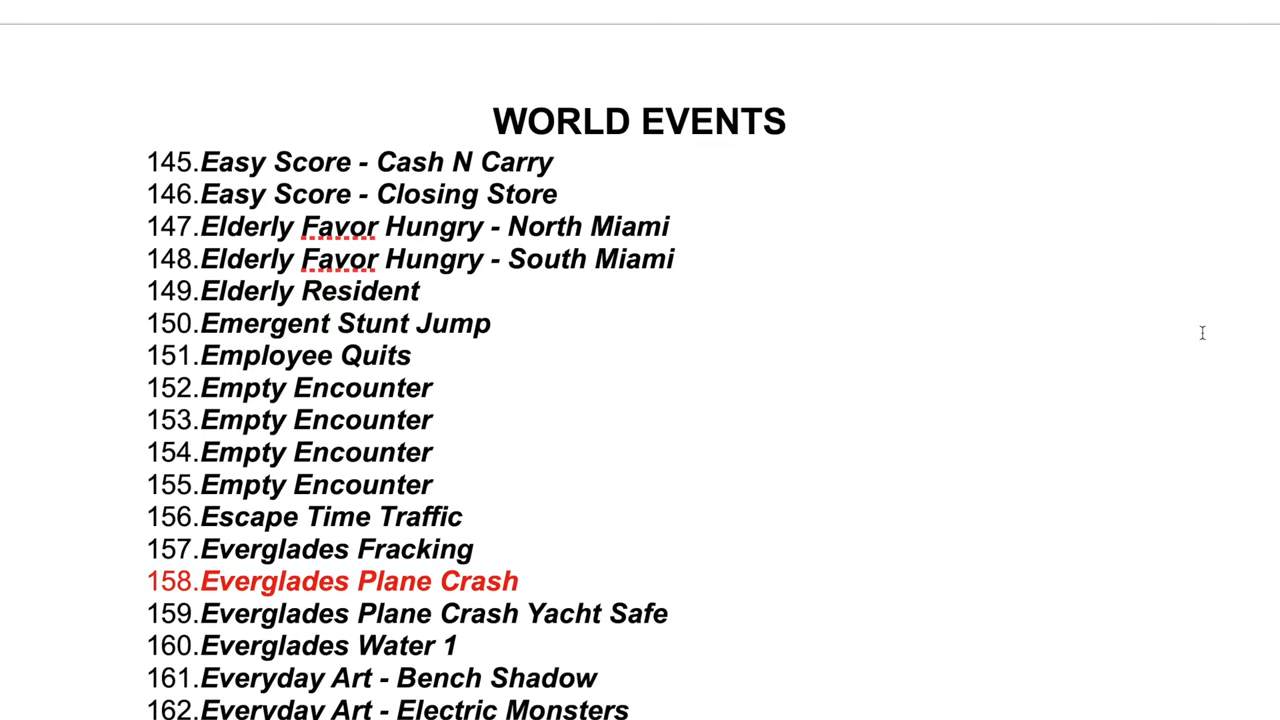 WORLD EVENTS
145.Easy Score - Cash N Carry
146.Easy Score - Closing Store
147.Elderly Favor Hungry - North Miami
148.Elderly Favor Hungry - South Miami
149.Elderly Resident
150.Emergent Stunt Jump
151.Employee Quits
152.Empty Encounter
153.Empty Encounter
154.Empty Encounter
155.Empty Encounter
156.Escape Time Traffic
157.Everglades Fracking
158.Everglades Plane Crash
159.Everglades Plane Crash Yacht Safe
160.Everglades Water 1
161.Everyday Art - Bench Shadow
162.Everyday Art - Electric Monsters